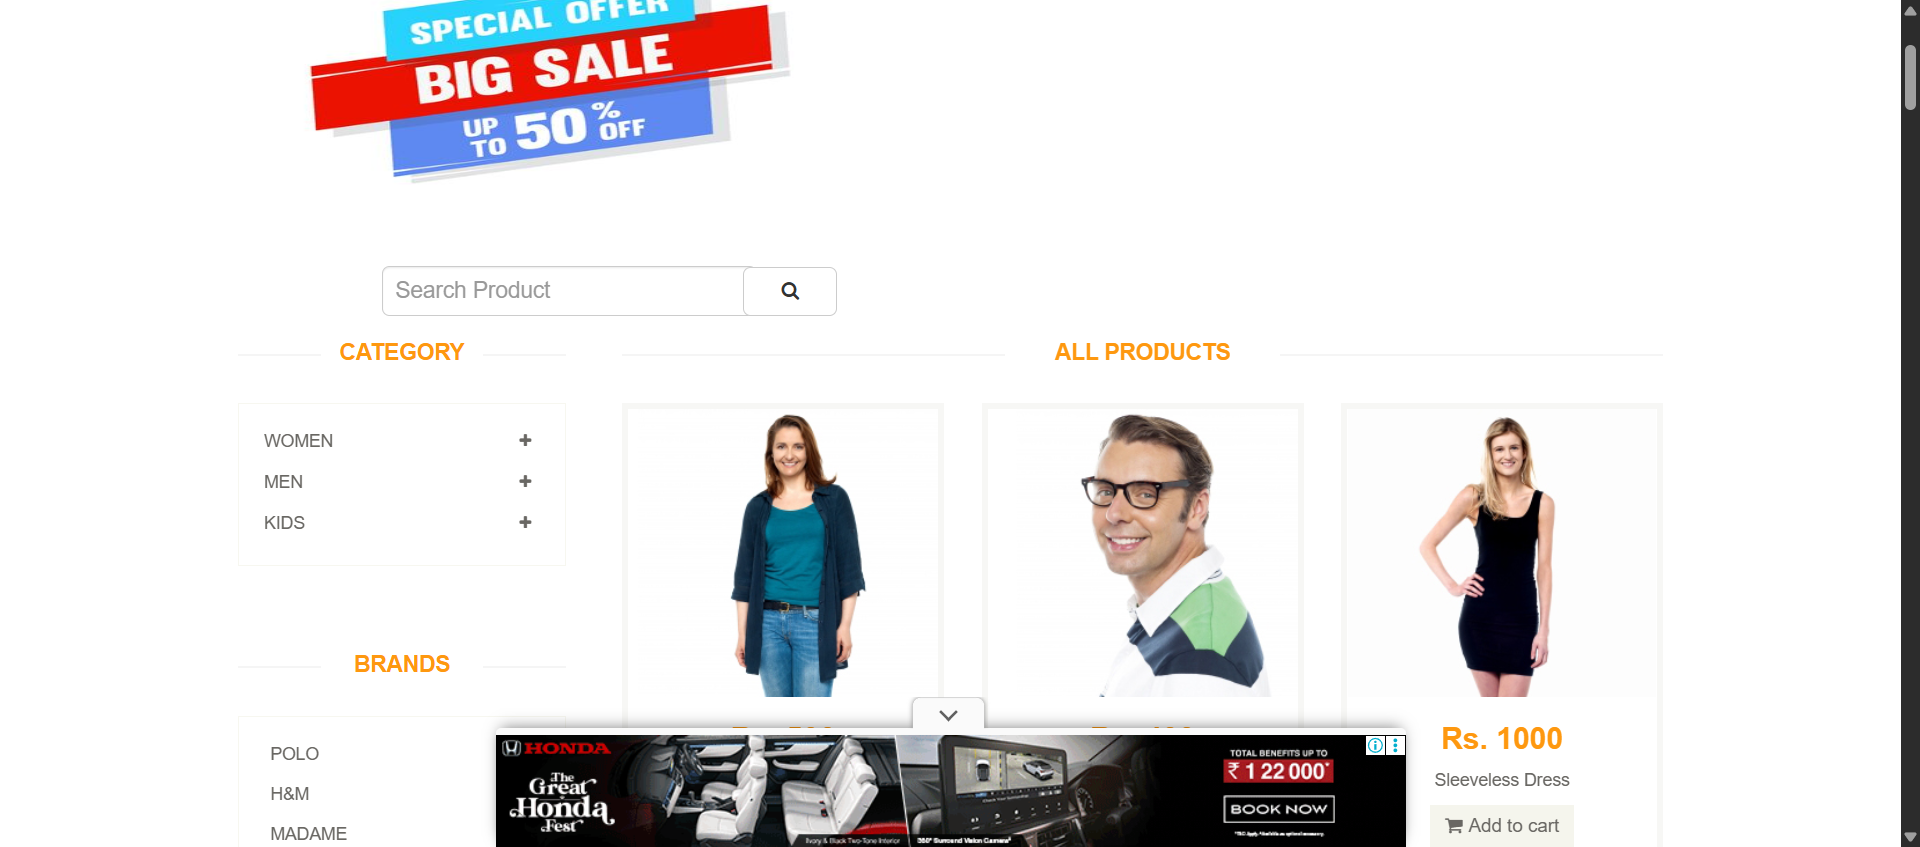 SPECIAL OFFER
BIG SALE
UP TO 50% OFF
Search Product
CATEGORY
WOMEN
MEN
KIDS
BRANDS
POLO
H&M
MADAME
ALL PRODUCTS
Rs. 1000
Sleeveless Dress
Add to cart
HONDA
The
Great
Honda
Fest
Ivory & Black Two-Tone Interior
360° Surround Vision Camera
TOTAL BENEFITS UP TO
₹ 1 22 000*
BOOK NOW